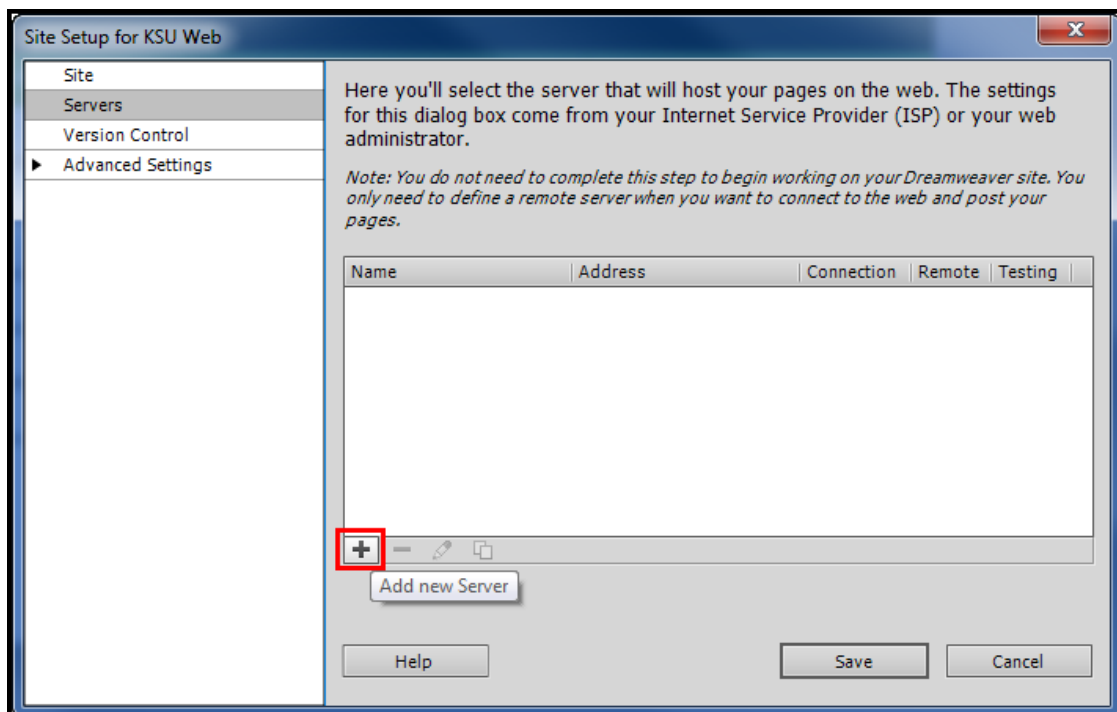 Site Setup for KSU Web
X
Site
Servers
Version Control
Advanced Settings
Here you'll select the server that will host your pages on the web. The settings
for this dialog box come from your Internet Service Provider (ISP) or your web
administrator.
Note: You do not need to complete this step to begin working on your Dreamweaver site. You
only need to define a remote server when you want to connect to the web and post your
pages.
Name Address Connection Remote Testing
Add new Server
Help Save Cancel